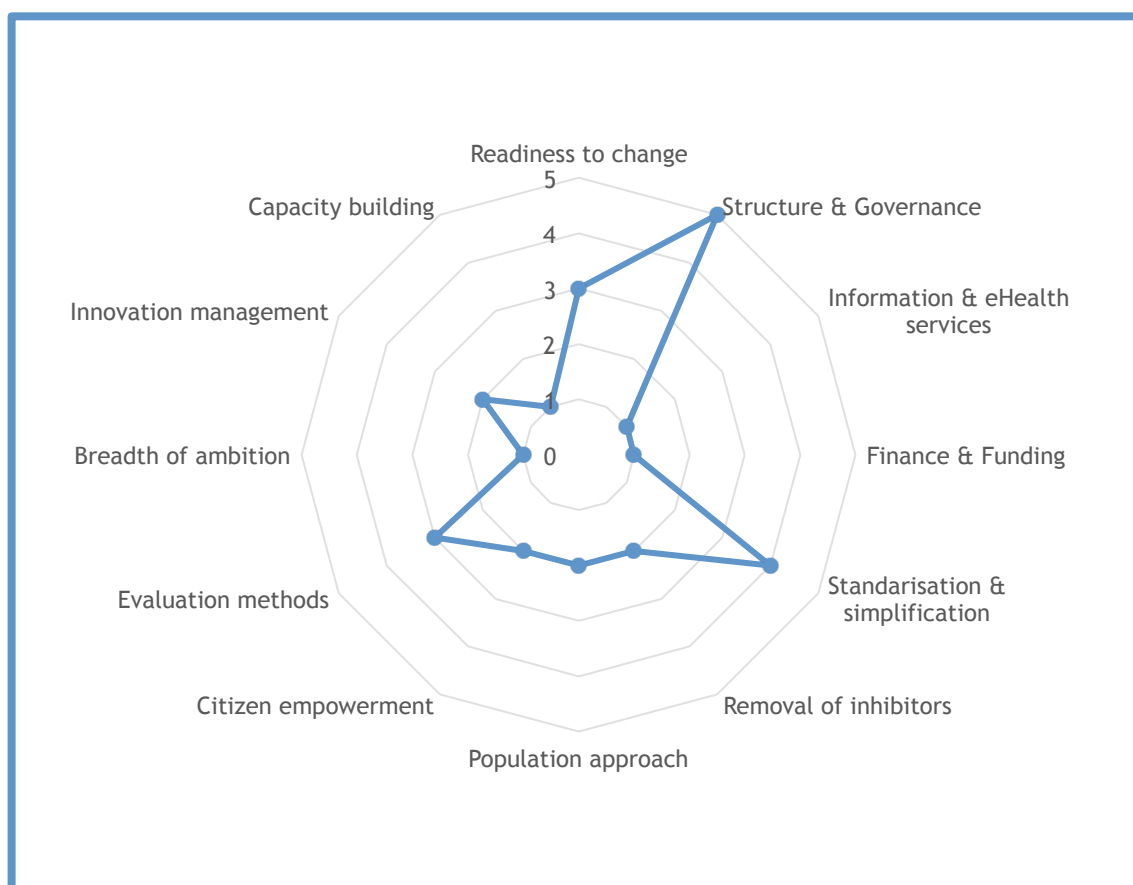 Readiness to change
5
Structure & Governance
Capacity building
4
Information & eHealth
services
Innovation management
3
2
1
0
Breadth of ambition
Finance & Funding
Standarisation &
simplification
Evaluation methods
Citizen empowerment
Removal of inhibitors
Population approach